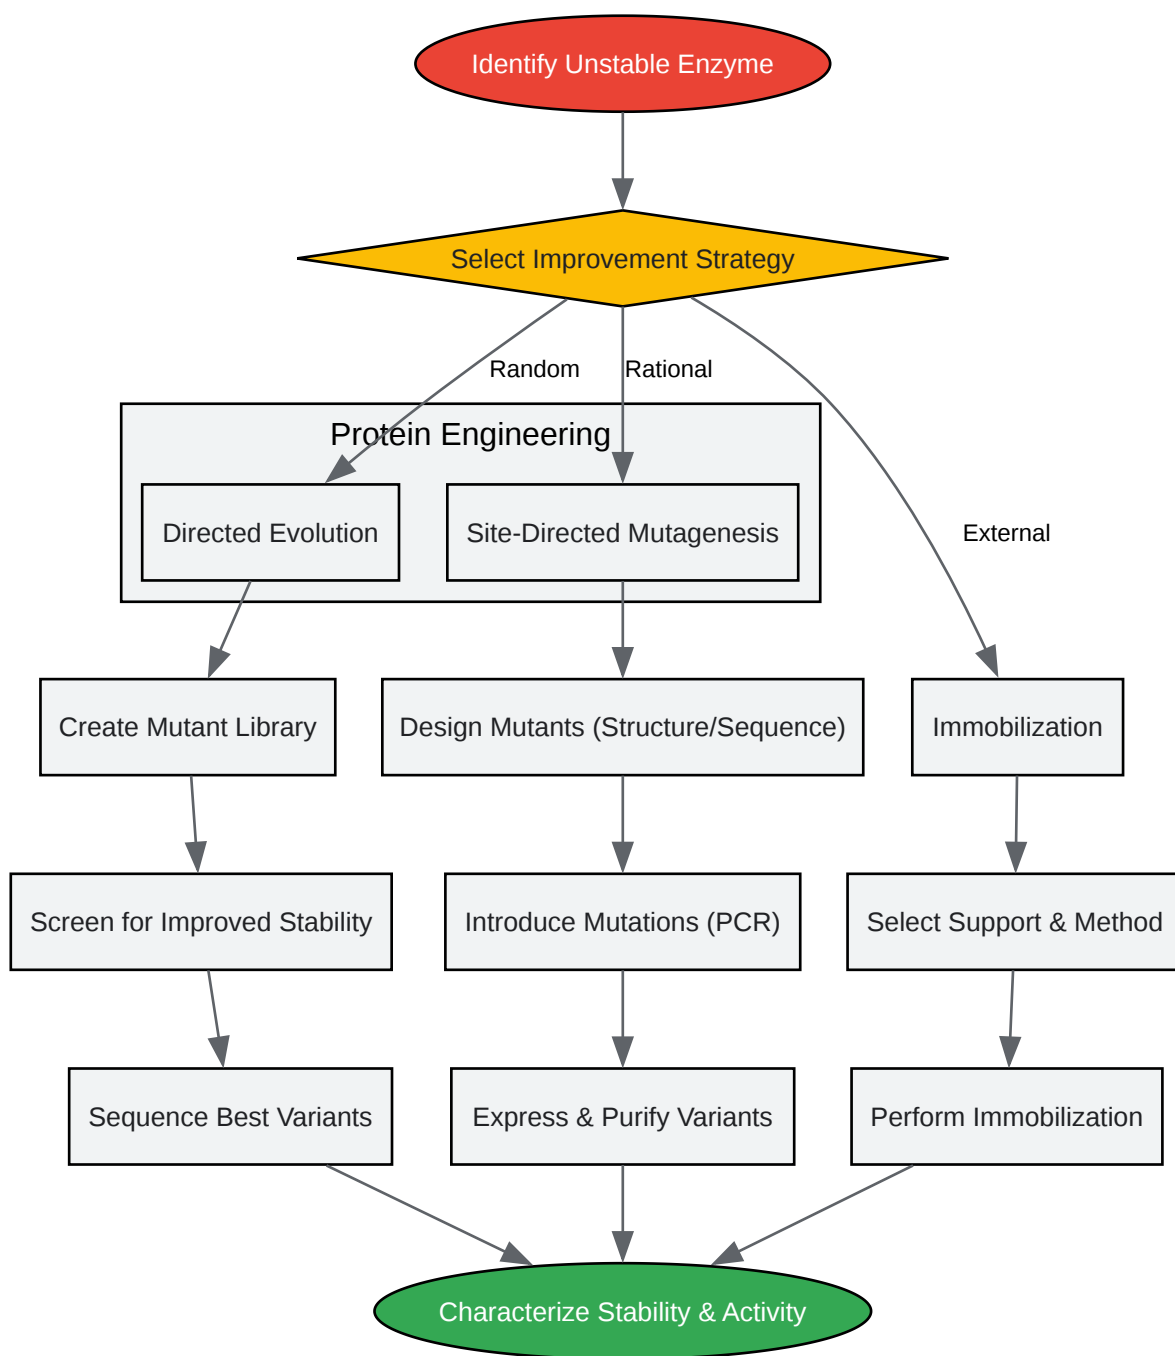 Identify Unstable Enzyme
Select Improvement Strategy
Random
Rational
Protein Engineering
Directed Evolution
Site-Directed Mutagenesis
External
Create Mutant Library
Design Mutants (Structure/Sequence)
Immobilization
Screen for Improved Stability
Introduce Mutations (PCR)
Select Support & Method
Sequence Best Variants
Express & Purify Variants
Perform Immobilization
Characterize Stability & Activity